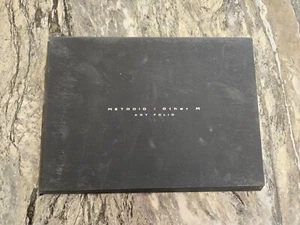 METROID : Other M
ART FOLIO